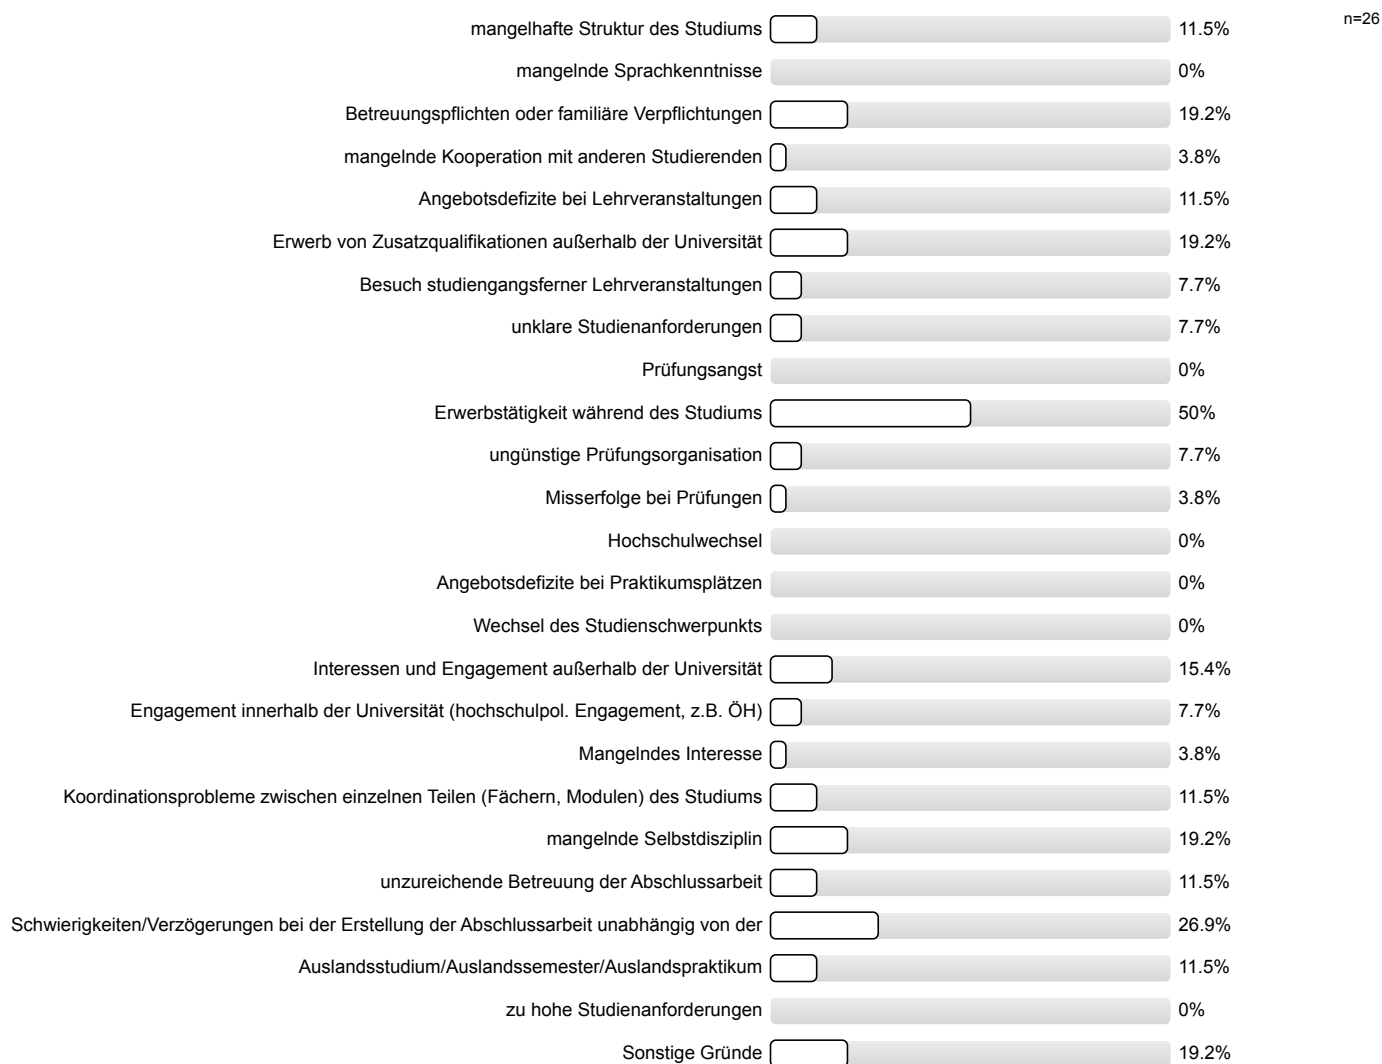 mangelhafte Struktur des Studiums 11.5% n=26
mangelnde Sprachkenntnisse 0%
Betreuungspflichten oder familiäre Verpflichtungen 19.2%
mangelnde Kooperation mit anderen Studierenden 3.8%
Angebotsdefizite bei Lehrveranstaltungen 11.5%
Erwerb von Zusatzqualifikationen außerhalb der Universität 19.2%
Besuch studiengangsferner Lehrveranstaltungen 7.7%
unklare Studienanforderungen 7.7%
Prüfungsangst 0%
Erwerbstätigkeit während des Studiums 50%
ungünstige Prüfungsorganisation 7.7%
Misserfolge bei Prüfungen 3.8%
Hochschulwechsel 0%
Angebotsdefizite bei Praktikumsplätzen 0%
Wechsel des Studienschwerpunkts 0%
Interessen und Engagement außerhalb der Universität 15.4%
Engagement innerhalb der Universität (hochschulpol. Engagement, z.B. ÖH) 7.7%
Mangelndes Interesse 3.8%
Koordinationsprobleme zwischen einzelnen Teilen (Fächern, Modulen) des Studiums 11.5%
mangelnde Selbstdisziplin 19.2%
unzureichende Betreuung der Abschlussarbeit 11.5%
Schwierigkeiten/Verzögerungen bei der Erstellung der Abschlussarbeit unabhängig von der 26.9%
Auslandsstudium/Auslandssemester/Auslandspraktikum 11.5%
zu hohe Studienanforderungen 0%
Sonstige Gründe 19.2%